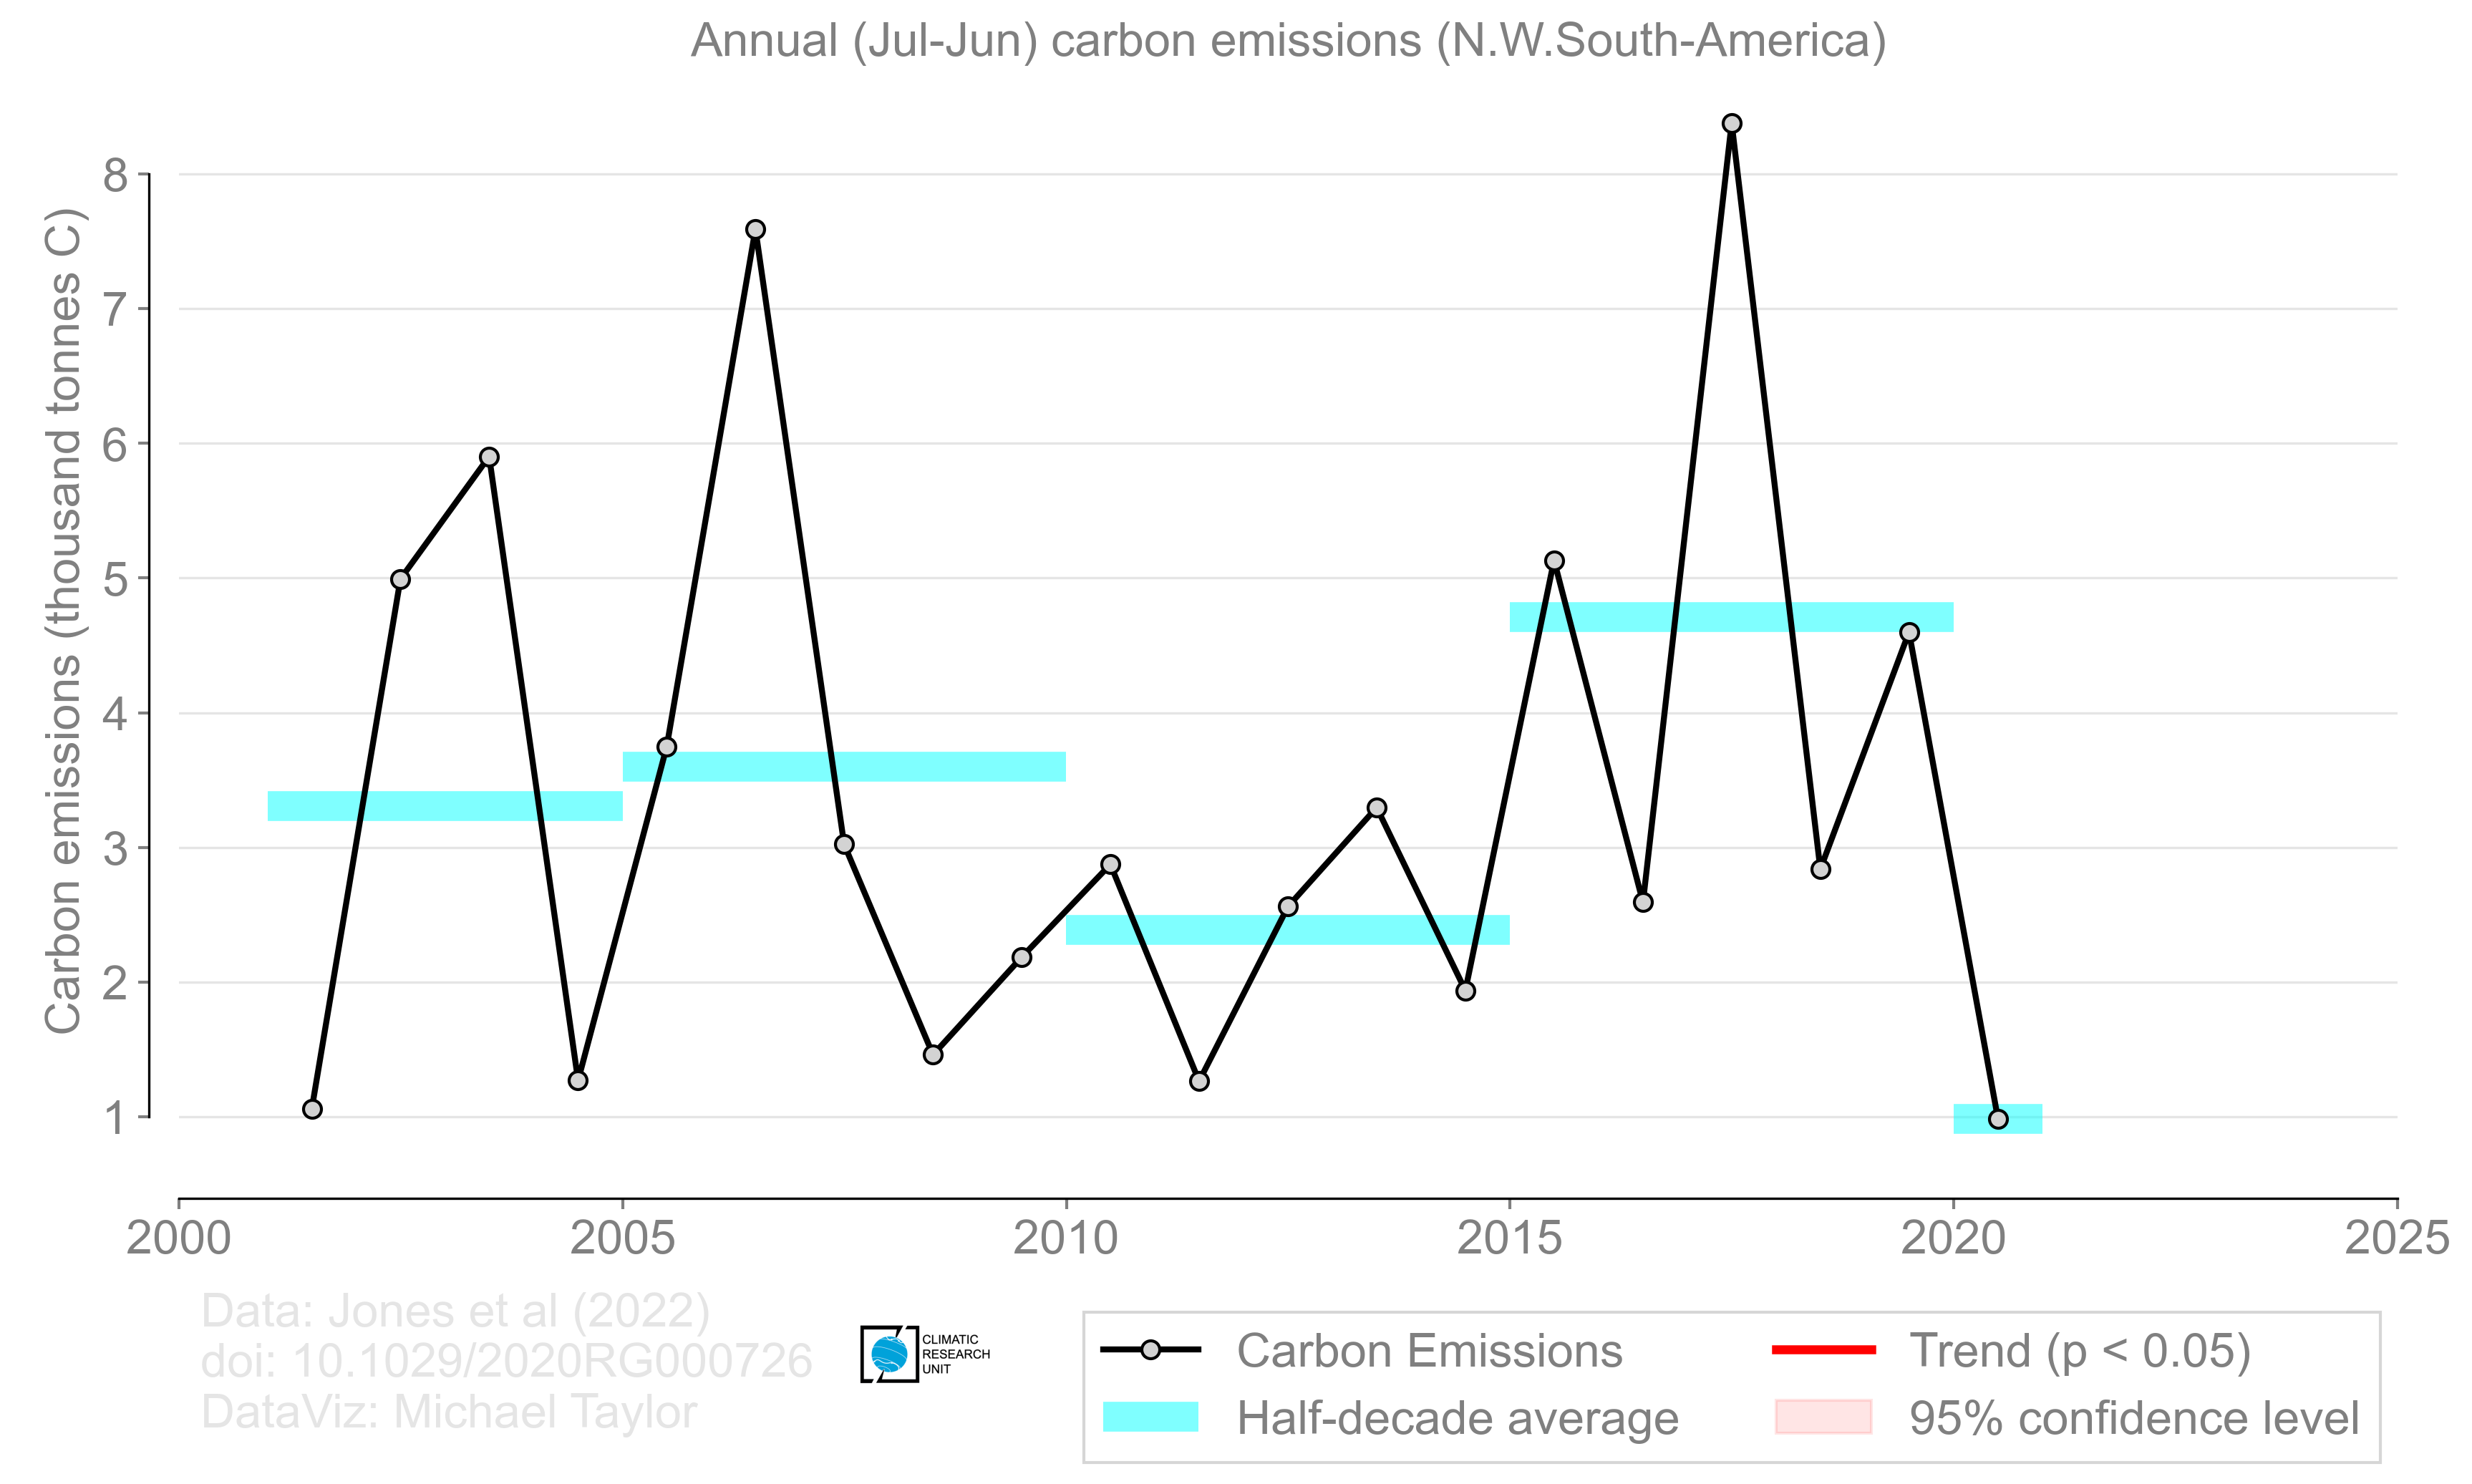 Annual (Jul-Jun) carbon emissions (N.W.South-America)
Carbon emissions (thousand tonnes C)
8
7
6
5
4
3
2
1
2000 2005 2010 2015 2020 2025
Data: Jones et al (2022)
doi: 10.1029/2020RG000726
DataViz: Michael Taylor
CLIMATIC
RESEARCH
UNIT
Carbon Emissions
Half-decade average
Trend (p < 0.05)
95% confidence level